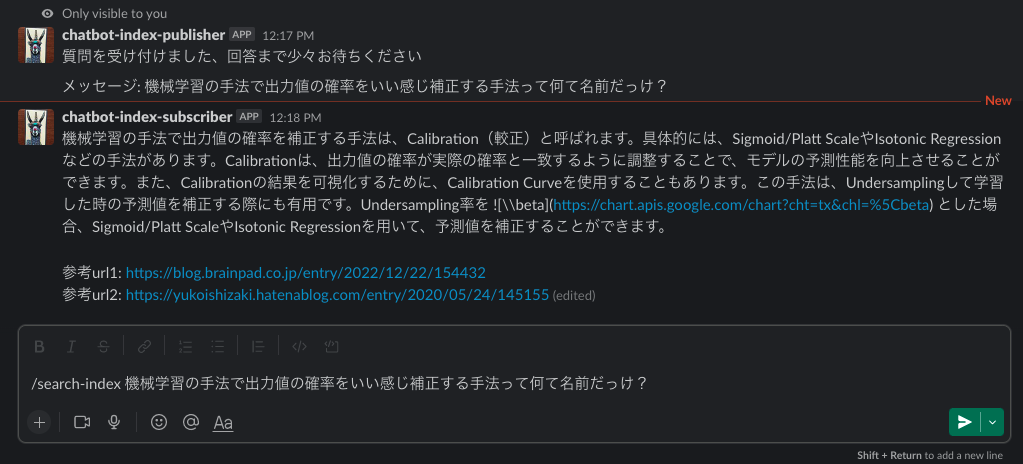 Only visible to you
chatbot-index-publisher APP 12:17 PM
質問を受け付けました、回答まで少々お待ちください
メッセージ: 機械学習の手法で出力値の確率をいい感じ補正する手法って何て名前だっけ？
New
chatbot-index-subscriber APP 12:18 PM
機械学習の手法で出力値の確率を補正する手法は、Calibration（較正）と呼ばれます。具体的には、Sigmoid/Platt ScaleやIsotonic Regression
などの手法があります。Calibrationは、出力値の確率が実際の確率と一致するように調整することで、モデルの予測性能を向上させることが
できます。また、Calibrationの結果を可視化するために、Calibration Curveを使用することもあります。この手法は、Undersamplingして学習
した時の予測値を補正する際にも有用です。Undersampling率を ![\\beta](https://chart.apis.google.com/chart?cht=tx&chl=%5Cbeta) とした場
合、Sigmoid/Platt ScaleやIsotonic Regressionを用いて、予測値を補正することができます。
参考url1: https://blog.brainpad.co.jp/entry/2022/12/22/154432
参考url2: https://yukoishizaki.hatenablog.com/entry/2020/05/24/145155 (edited)
B I S
/search-index 機械学習の手法で出力値の確率をいい感じ補正する手法って何て名前だっけ？
Aa
Shift + Return to add a new line